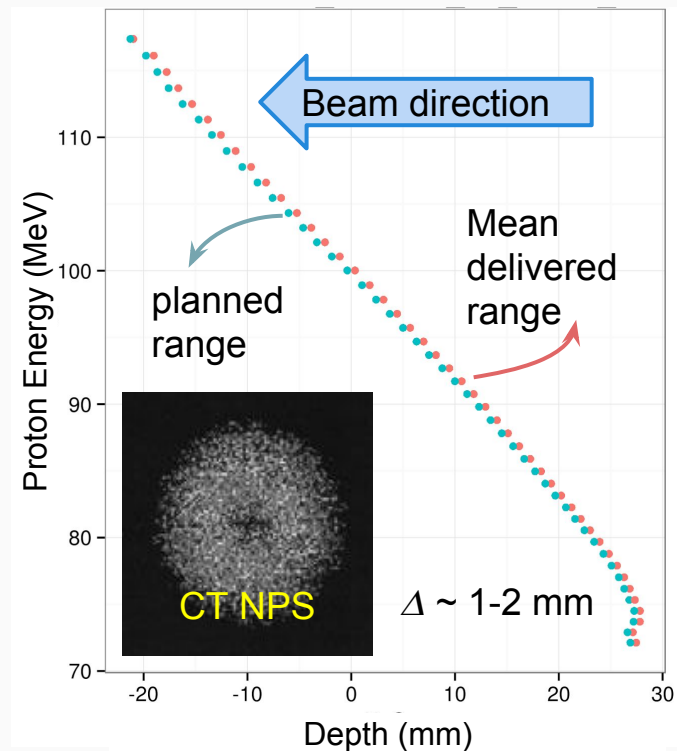 Beam direction
Proton Energy (MeV)
110
100
90
80
70
planned
range
Mean
delivered
range
CT NPS
Δ ~ 1-2 mm
-20
-10
0
10
20
30
Depth (mm)